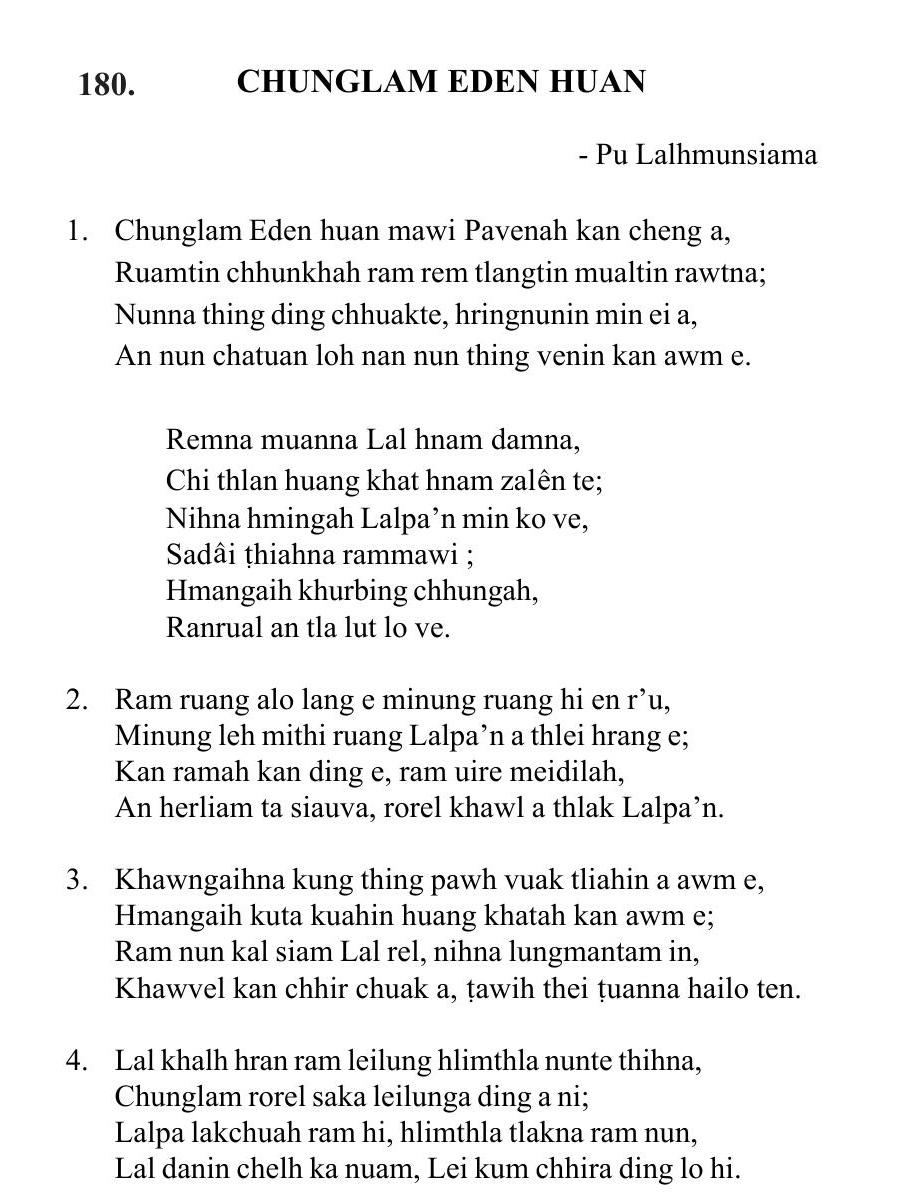 180. CHUNGLAM EDEN HUAN
- Pu Lalhmunsiama
1. Chunglam Eden huan mawi Pavenah kan cheng a,
Ruamtin chhunkhah ram rem tlangtin mualtin rawtna;
Nunna thing ding chhuakte, hringnunin min ei a,
An nun chatuan loh nan nun thing venin kan awm e.
Remna muanna Lal hnam damna,
Chi thlan huang khat hnam zalên te;
Nihna hmingah Lalpa’n min ko ve,
Sadâi ṭhiahna rammawi ;
Hmangaih khurbing chhungah,
Ranrual an tla lut lo ve.
2. Ram ruang alo lang e minung ruang hi en r’u,
Minung leh mithi ruang Lalpa’n a thlei hrang e;
Kan ramah kan ding e, ram uire meidilah,
An herliam ta siauva, rorel khawl a thlak Lalpa’n.
3. Khawngaihna kung thing pawh vuak tliahin a awm e,
Hmangaih kuta kuahin huang khatah kan awm e;
Ram nun kal siam Lal rel, nihna lungmantam in,
Khawvel kan chhir chuak a, ṭawih thei ṭuanna hailo ten.
4. Lal khalh hran ram leilung hlimthla nunte thihna,
Chunglam rorel saka leilunga ding a ni;
Lalpa lakchuah ram hi, hlimthla tlakna ram nun,
Lal danin chelh ka nuam, Lei kum chhira ding lo hi.